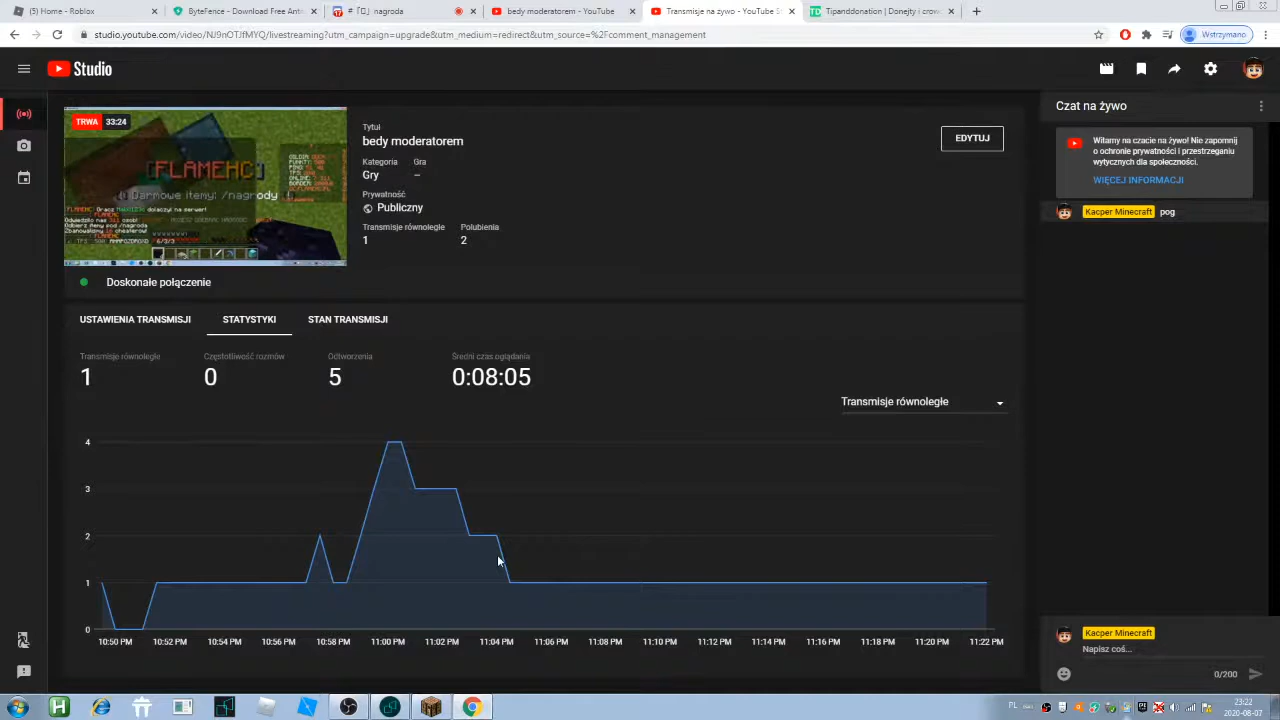 (5) Home - Roblox
ByteFence - Download Free Anti
# 「🎁」nagroda
bedy moderatorem - YouTube
Transmisje na żywo - YouTube S
Tipanddonation | Donejty i crow
studio.youtube.com/video/NJ9nOTJfMYQ/livestreaming?utm_campaign=upgrade&utm_medium=redirect&utm_source=%2Fcomment_management
Wstrzymano
Studio
TRWA 33:24
[FLAMEHC]
Darmowe itemy: /nagrody
Tytuł
bedy moderatorem
EDYTUJ
Kategoria Gra
Gry –
Prywatność
Publiczny
Transmisje równoległe Polubienia
1 2
Doskonałe połączenie
USTAWIENIA TRANSMISJI STATYSTYKI STAN TRANSMISJI
Transmisje równoległe Częstotliwość rozmów Odtworzenia Średni czas oglądania
1 0 5 0:08:05
Transmisje równoległe
4
3
2
1
0
10:50 PM 10:52 PM 10:54 PM 10:56 PM 10:58 PM 11:00 PM 11:02 PM 11:04 PM 11:06 PM 11:08 PM 11:10 PM 11:12 PM 11:14 PM 11:16 PM 11:18 PM 11:20 PM 11:22 PM
Czat na żywo
Witamy na czacie na żywo! Nie zapomnij
o ochronie prywatności i przestrzeganiu
wytycznych dla społeczności.
WIĘCEJ INFORMACJI
Kacper Minecraft pog
Kacper Minecraft
Napisz coś...
0/200
PL
23:22
2020-08-07